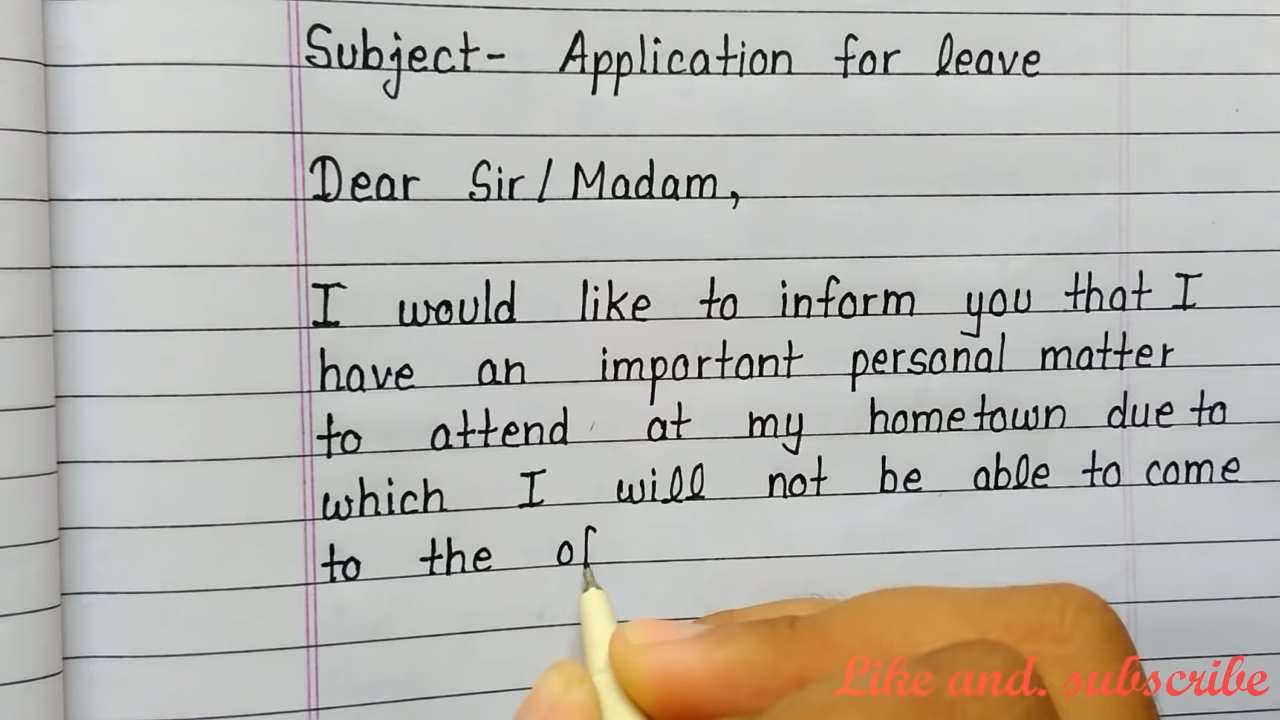 Subject- Application for leave
Dear Sir/Madam,
I would like to inform you that I
have an important personal matter
to attend at my hometown due to
which I will not be able to come
to the of
Like and. subscribe